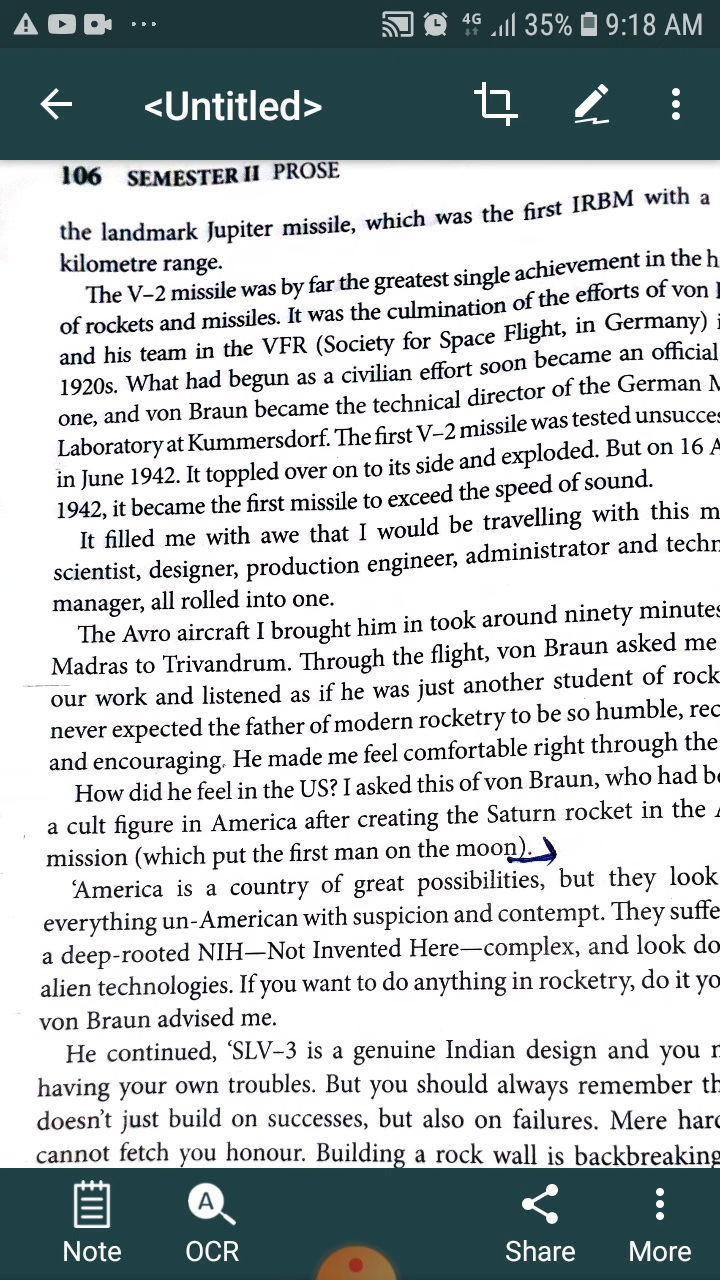 4G 35% 9:18 AM
<Untitled>
106 SEMESTER II PROSE
the landmark Jupiter missile, which was the first IRBM with a
kilometre range.
The V–2 missile was by far the greatest single achievement in the h
of rockets and missiles. It was the culmination of the efforts of von
and his team in the VFR (Society for Space Flight, in Germany) i
1920s. What had begun as a civilian effort soon became an official
one, and von Braun became the technical director of the German M
Laboratory at Kummersdorf. The first V–2 missile was tested unsucces
in June 1942. It toppled over on to its side and exploded. But on 16 A
1942, it became the first missile to exceed the speed of sound.
It filled me with awe that I would be travelling with this m
scientist, designer, production engineer, administrator and techn
manager, all rolled into one.
The Avro aircraft I brought him in took around ninety minutes
Madras to Trivandrum. Through the flight, von Braun asked me
our work and listened as if he was just another student of rock
never expected the father of modern rocketry to be so humble, rec
and encouraging. He made me feel comfortable right through the
How did he feel in the US? I asked this of von Braun, who had be
a cult figure in America after creating the Saturn rocket in the A
mission (which put the first man on the moon).
‘America is a country of great possibilities, but they look
everything un-American with suspicion and contempt. They suffe
a deep-rooted NIH—Not Invented Here—complex, and look do
alien technologies. If you want to do anything in rocketry, do it yo
von Braun advised me.
He continued, ‘SLV–3 is a genuine Indian design and you m
having your own troubles. But you should always remember th
doesn’t just build on successes, but also on failures. Mere hard
cannot fetch you honour. Building a rock wall is backbreaking
Note OCR Share More